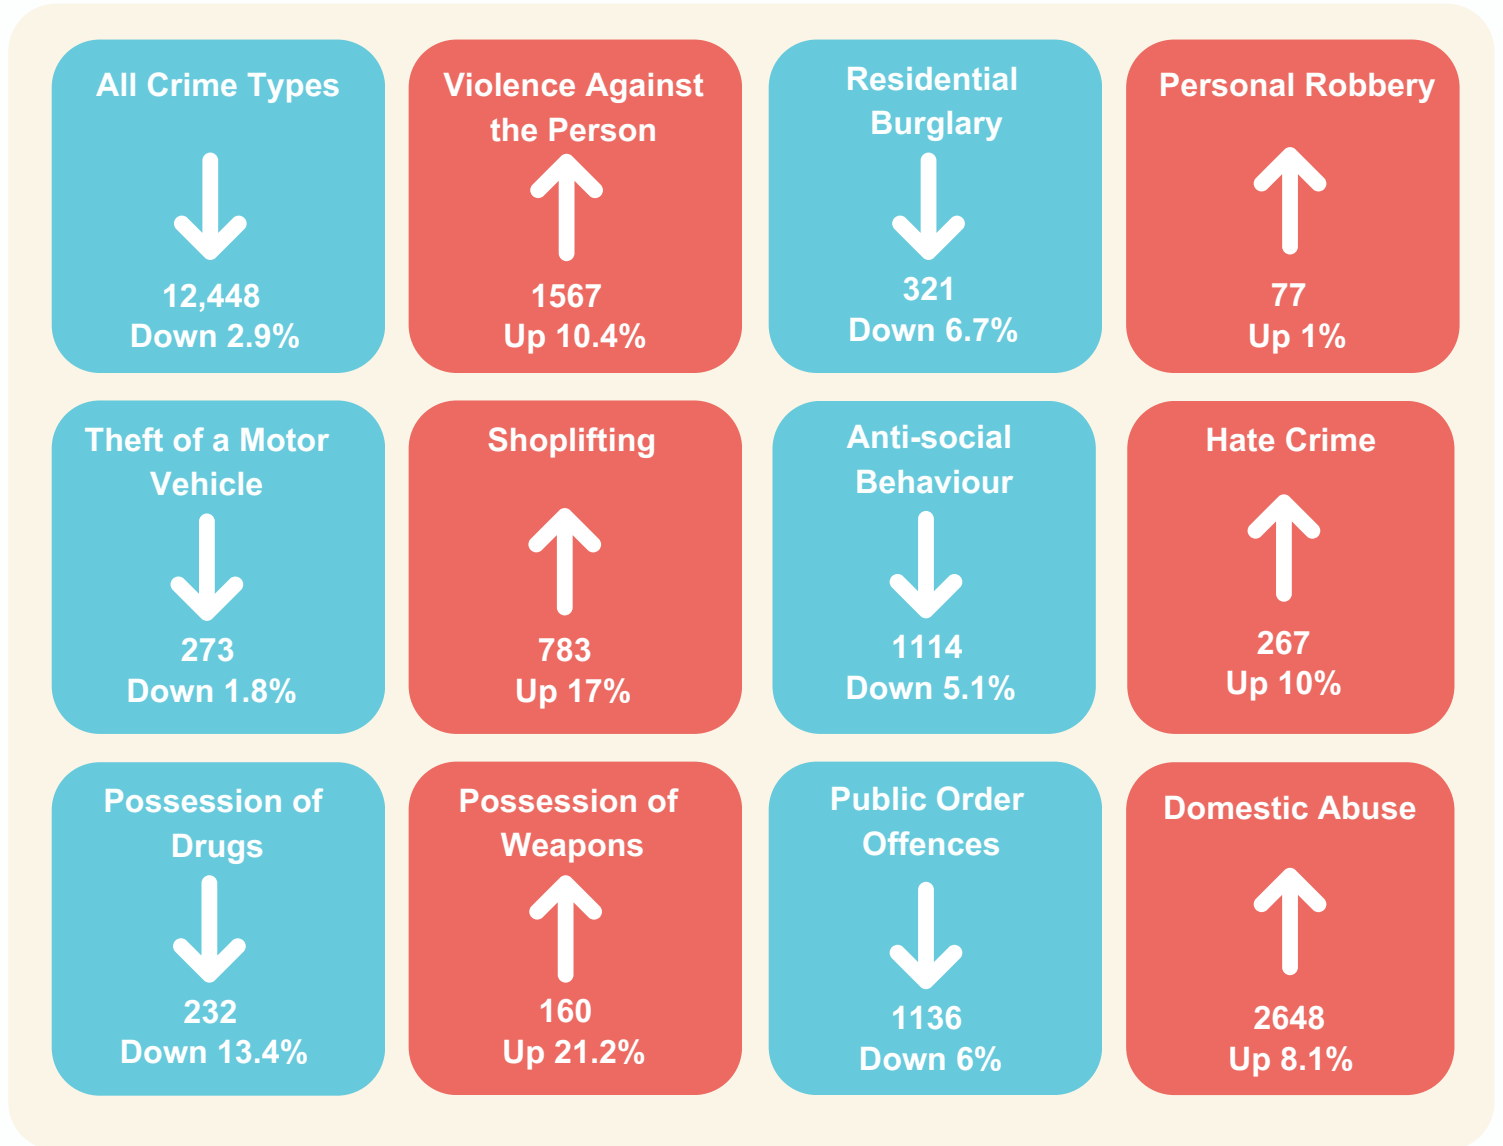 All Crime Types
12,448
Down 2.9%
Violence Against
the Person
1567
Up 10.4%
Residential
Burglary
321
Down 6.7%
Personal Robbery
77
Up 1%
Theft of a Motor
Vehicle
273
Down 1.8%
Shoplifting
783
Up 17%
Anti-social
Behaviour
1114
Down 5.1%
Hate Crime
267
Up 10%
Possession of
Drugs
232
Down 13.4%
Possession of
Weapons
160
Up 21.2%
Public Order
Offences
1136
Down 6%
Domestic Abuse
2648
Up 8.1%